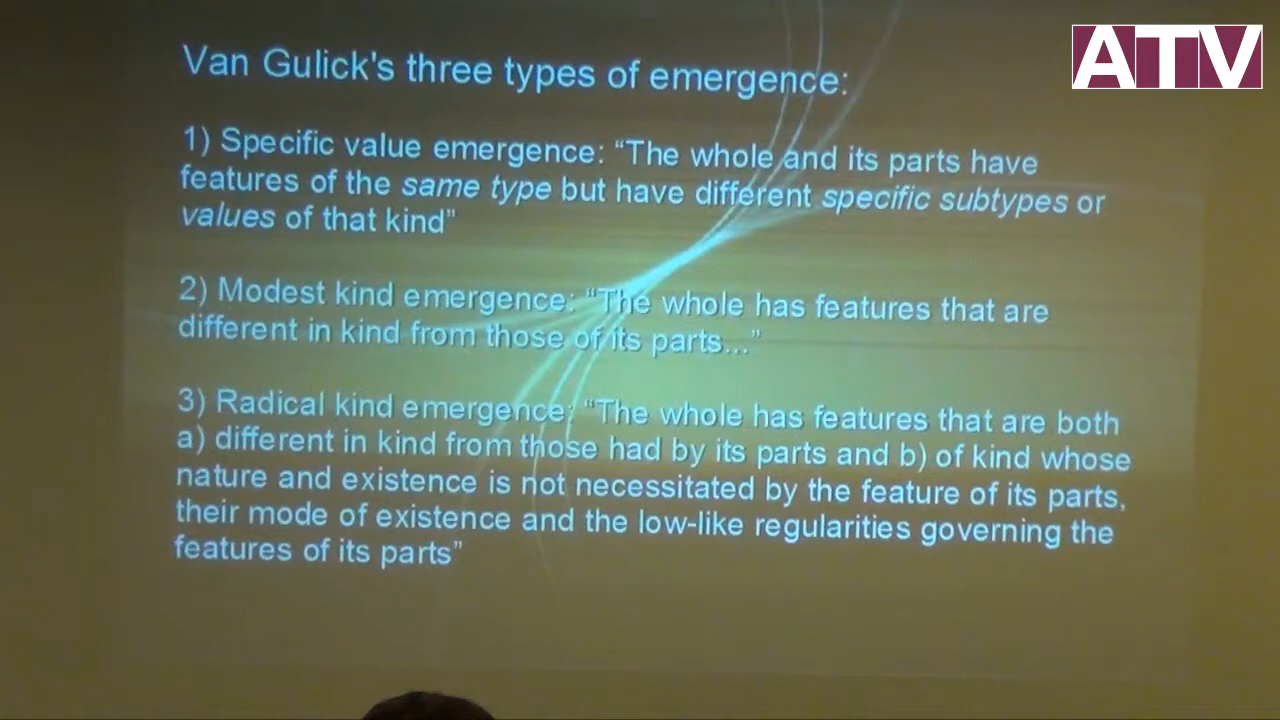 ATV
Van Gulick's three types of emergence:
1) Specific value emergence: “The whole and its parts have
features of the same type but have different specific subtypes or
values of that kind”
2) Modest kind emergence: “The whole has features that are
different in kind from those of its parts...”
3) Radical kind emergence: “The whole has features that are both
a) different in kind from those had by its parts and b) of kind whose
nature and existence is not necessitated by the feature of its parts,
their mode of existence and the low-like regularities governing the
features of its parts”